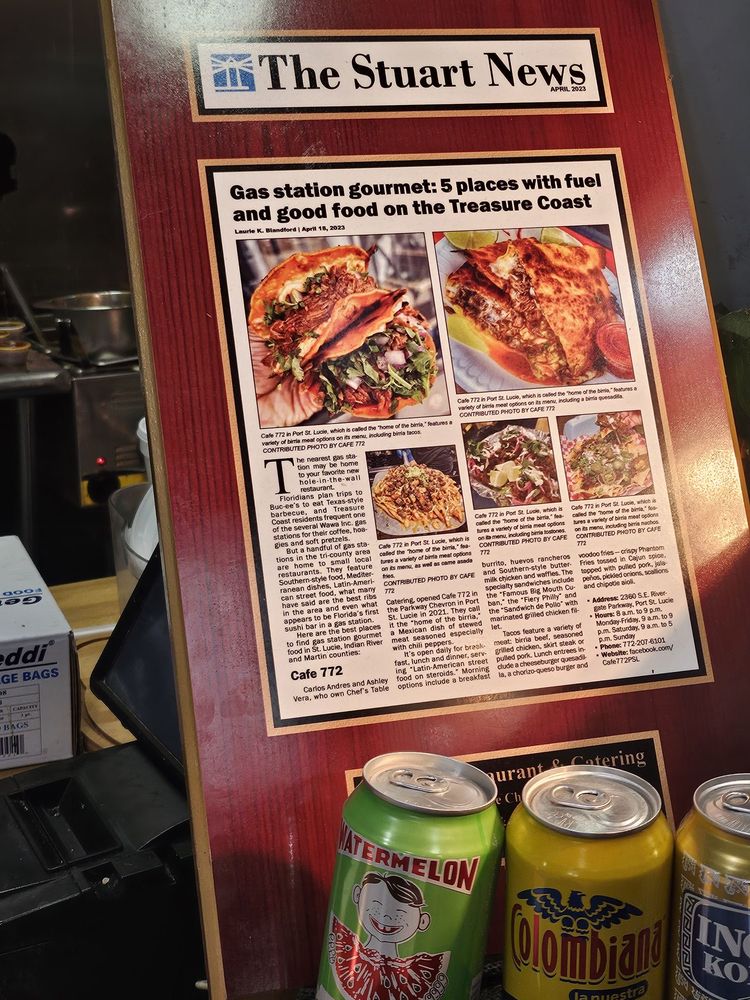 The Stuart News
APRIL 2023
Gas station gourmet: 5 places with fuel
and good food on the Treasure Coast
Laurie K. Blandford | April 18, 2023
Cafe 772 in Port St. Lucie, which is called the "home of the birria," features a
variety of birria meat options on its menu, including birria tacos.
CONTRIBUTED PHOTO BY CAFE 772
Cafe 772 in Port St. Lucie, which is called the "home of the birria," features a
variety of birria meat options on its menu, including a birria quesadilla.
CONTRIBUTED PHOTO BY CAFE 772
The nearest gas sta-
tion may be home
to your favorite new
hole-in-the-wall
restaurant.
Floridians plan trips to
Buc-ee's to eat Texas-style
barbecue, and Treasure
Coast residents frequent one
of the several Wawa Inc. gas
stations for their coffee, hoa-
gies and soft pretzels.
But a handful of gas sta-
tions in the tri-county area
are home to small local
restaurants. They feature
Southern-style food, Mediter-
ranean dishes, Latin-Ameri-
can street food, what many
have said are the best ribs
in the area and even what
appears to be Florida's first
sushi bar in a gas station.
Here are the best places
to find gas station gourmet
food in St. Lucie, Indian River
and Martin counties:
Cafe 772
Carlos Andres and Ashley
Vera, who own Chef's Table
Cafe 772 in Port St. Lucie, which is
called the "home of the birria," fea-
tures a variety of birria meat options
on its menu, as well as carne asada
fries.
CONTRIBUTED PHOTO BY CAFE
772
Catering, opened Cafe 772 in
the Parkway Chevron in Port
St. Lucie in 2021. They call
it the "home of the birria,"
a Mexican dish of stewed
meat seasoned especially
with chili peppers.
It's open daily for break-
fast, lunch and dinner, serv-
ing "Latin-American street
food on steroids." Morning
options include a breakfast
Cafe 772 in Port St. Lucie, which is
called the "home of the birria," fea-
tures a variety of birria meat options
on its menu, including birria
CONTRIBUTED PHOTO BY CAFE
772
burrito, huevos rancheros
and Southern-style butter-
milk chicken and waffles. The
specialty sandwiches include
the "Famous Big Mouth Cu-
ban," the "Fiery Philly" and
the "Sandwich de Pollo" with
marinated grilled chicken fil-
let.
Tacos feature a variety of
meat: birria beef, seasoned
grilled chicken, skirt steak or
pulled pork. Lunch entrees in-
clude a cheeseburger quesadil-
la, a chorizo-queso burger and
Cafe 772 in Port St. Lucie, which is
called the "home of the birria," fea-
tures a variety of birria meat options
on its menu, including birria nachos.
CONTRIBUTED PHOTO BY CAFE
772
voodoo fries — crispy Phantom
Fries tossed in Cajun spice,
topped with pulled pork, jala-
peños, pickled onions, scallions
and chipotle aioli.
• Address: 2360 S.E. River-
gate Parkway, Port St. Lucie
• Hours: 8 a.m. to 9 p.m.
Monday-Friday, 9 a.m. to 9
p.m. Saturday, 9 a.m. to 5
p.m. Sunday
• Phone: 772-207-6101
• Website: facebook.com/
Cafe772PSL
FOOD
eddi
GE BAGS
CAPACITY
BAGS
urant & Catering
WATERMELON
Colombiana
la nuestra
IN
KO